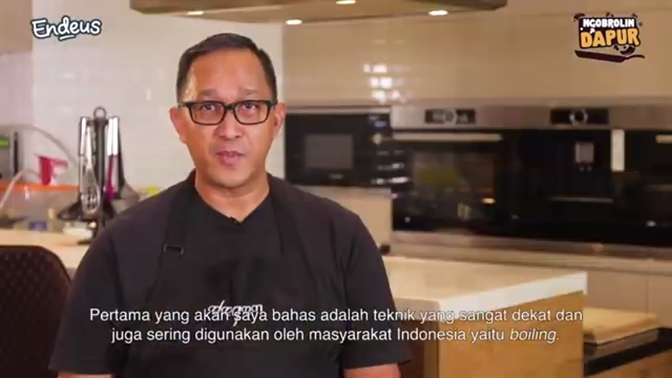 Endeus
NGOBROLIN
DAPUR
Pertama yang akan saya bahas adalah teknik yang sangat dekat dan
juga sering digunakan oleh masyarakat Indonesia yaitu boiling.